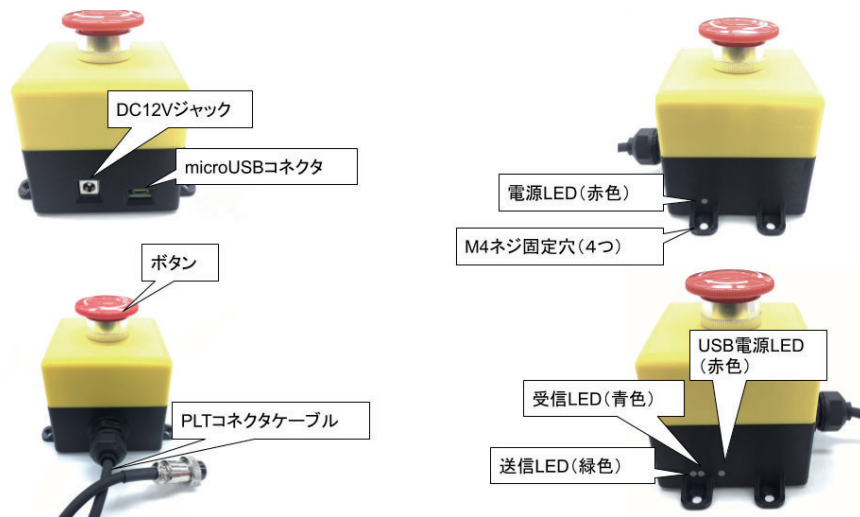 DC12Vジャック
microUSBコネクタ
電源LED(赤色)
M4ネジ固定穴(4つ)
ボタン
PLTコネクタケーブル
USB電源LED
(赤色)
受信LED(青色)
送信LED(緑色)